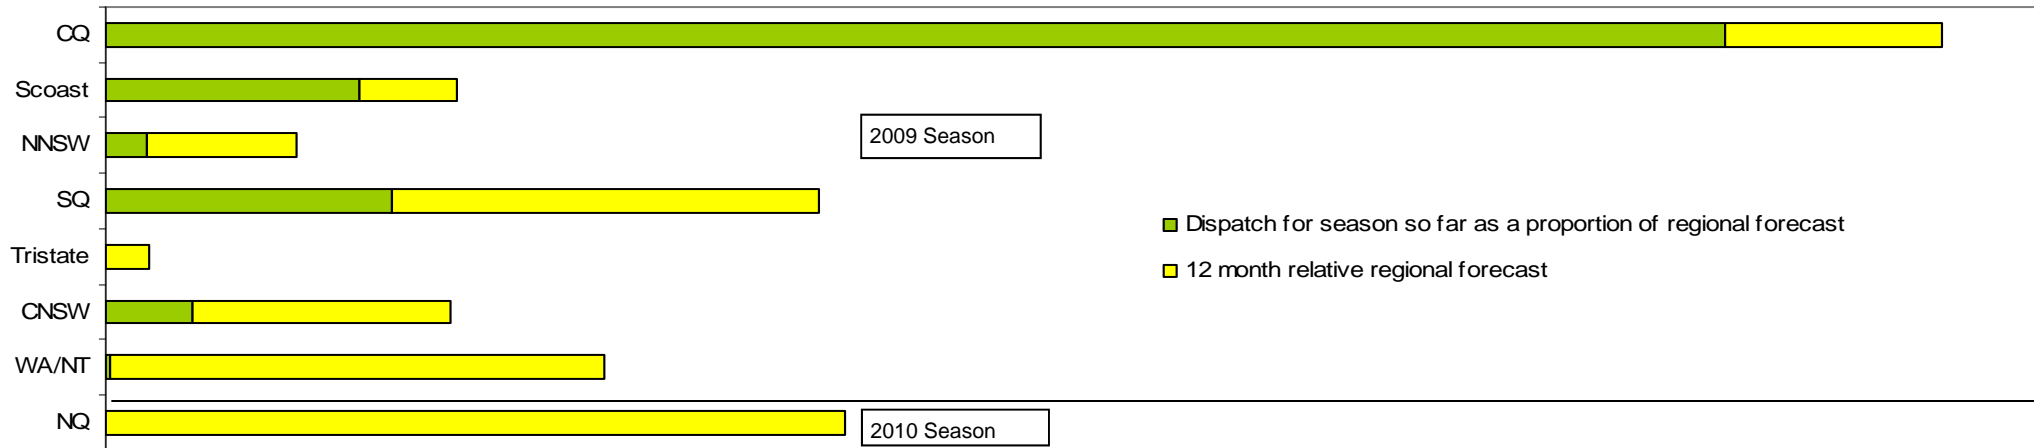 CQ
Scoast
NNSW
2009 Season
SQ
Dispatch for season so far as a proportion of regional forecast
Tristate
12 month relative regional forecast
CNSW
WA/NT
NQ
2010 Season